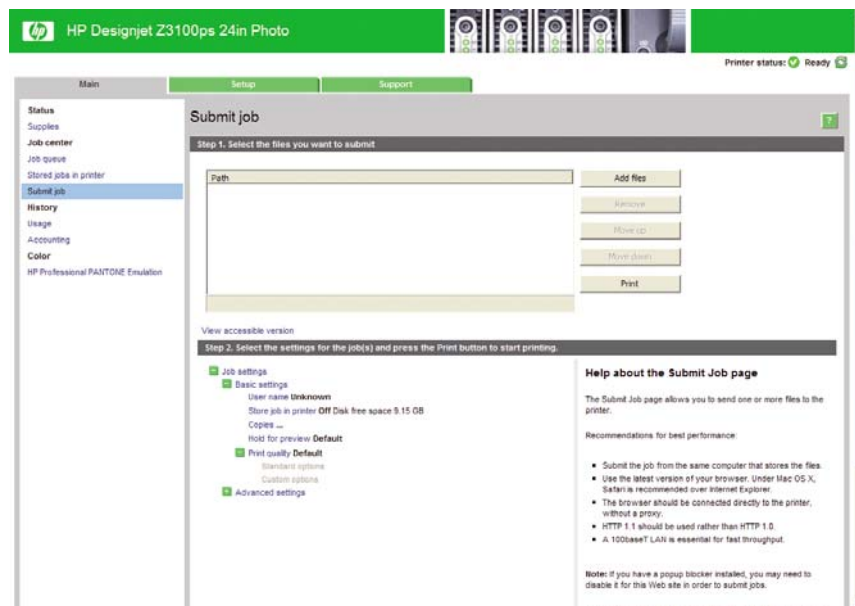 hp HP Designjet Z3100ps 24in Photo
Printer status: Ready
Main Setup Support
Status
Supplies
Job center
Job queue
Stored jobs in printer
Submit job
History
Usage
Accounting
Color
HP Professional PANTONE Emulation
Submit job
?
Step 1. Select the files you want to submit
Path
Add files
Remove
Move up
Move down
Print
View accessible version
Step 2. Select the settings for the job(s) and press the Print button to start printing.
Job settings
Basic settings
User name Unknown
Store job in printer Off Disk free space 9.15 GB
Copies ...
Hold for preview Default
Print quality Default
Standard options
Custom options
Advanced settings
Help about the Submit Job page
The Submit Job page allows you to send one or more files to the
printer.
Recommendations for best performance:
Submit the job from the same computer that stores the files.
Use the latest version of your browser. Under Mac OS X,
Safari is recommended over Internet Explorer.
The browser should be connected directly to the printer,
without a proxy.
HTTP 1.1 should be used rather than HTTP 1.0.
A 100baseT LAN is essential for fast throughput.
Note: If you have a popup blocker installed, you may need to
disable it for this Web site in order to submit jobs.